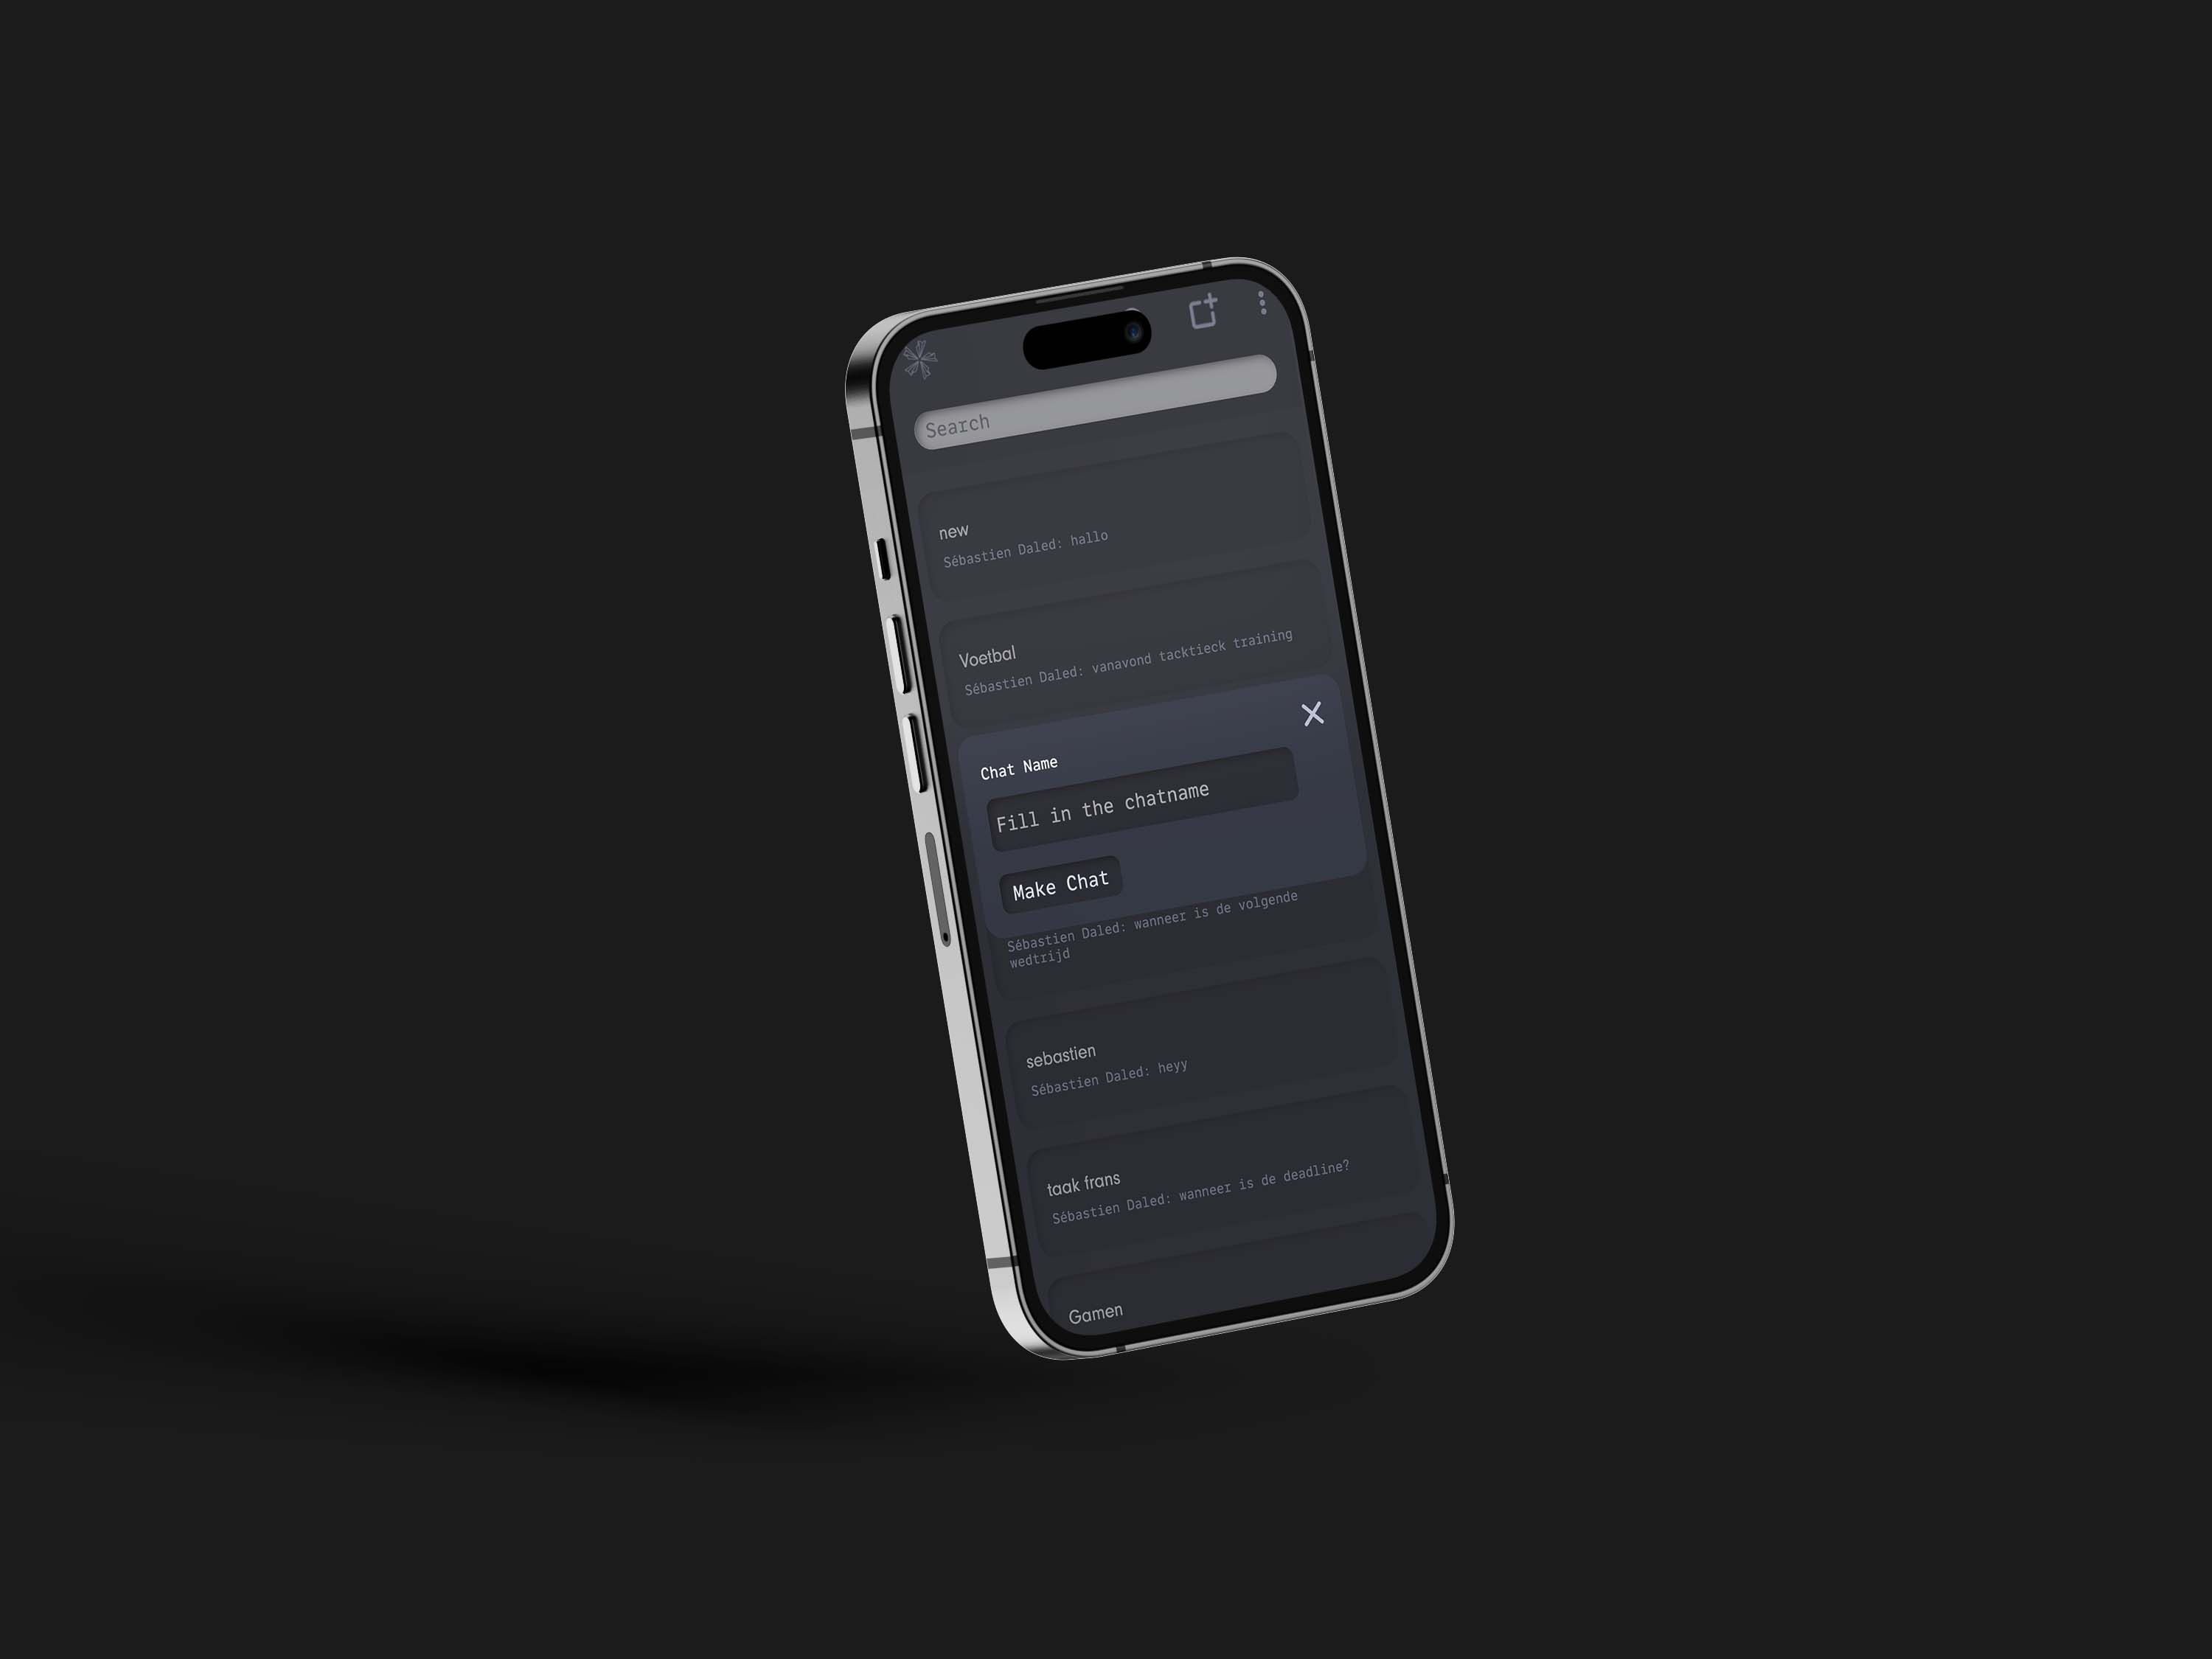 Search
new
Sébastien Daled: hallo
Voetbal
Sébastien Daled: vanavond tacktieck training
Chat Name
Fill in the chatname
Make Chat
Sébastien Daled: wanneer is de volgende
wedtrijd
sebastien
Sébastien Daled: heyy
taak frans
Sébastien Daled: wanneer is de deadline?
Gamen